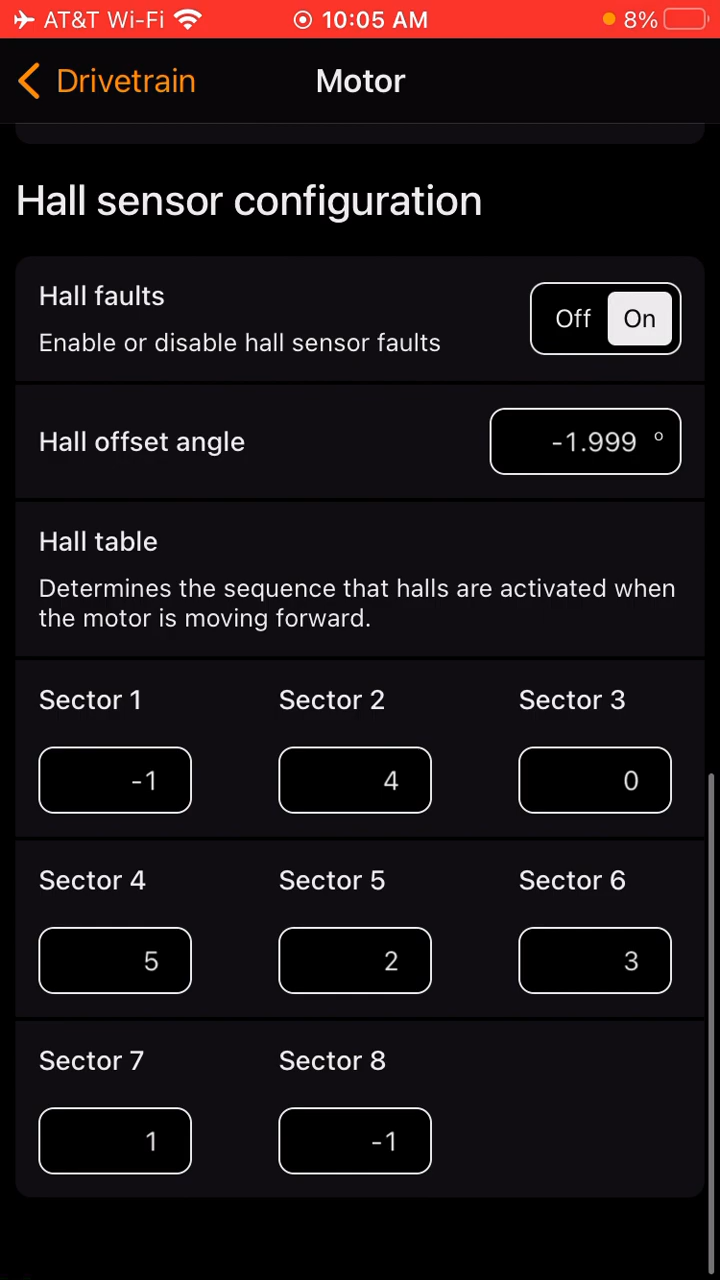 AT&T Wi-Fi 10:05 AM 8%
Drivetrain Motor
Hall sensor configuration
Hall faults
Off On
Enable or disable hall sensor faults
Hall offset angle -1.999 °
Hall table
Determines the sequence that halls are activated when
the motor is moving forward.
Sector 1 Sector 2 Sector 3
-1 4 0
Sector 4 Sector 5 Sector 6
5 2 3
Sector 7 Sector 8
1 -1